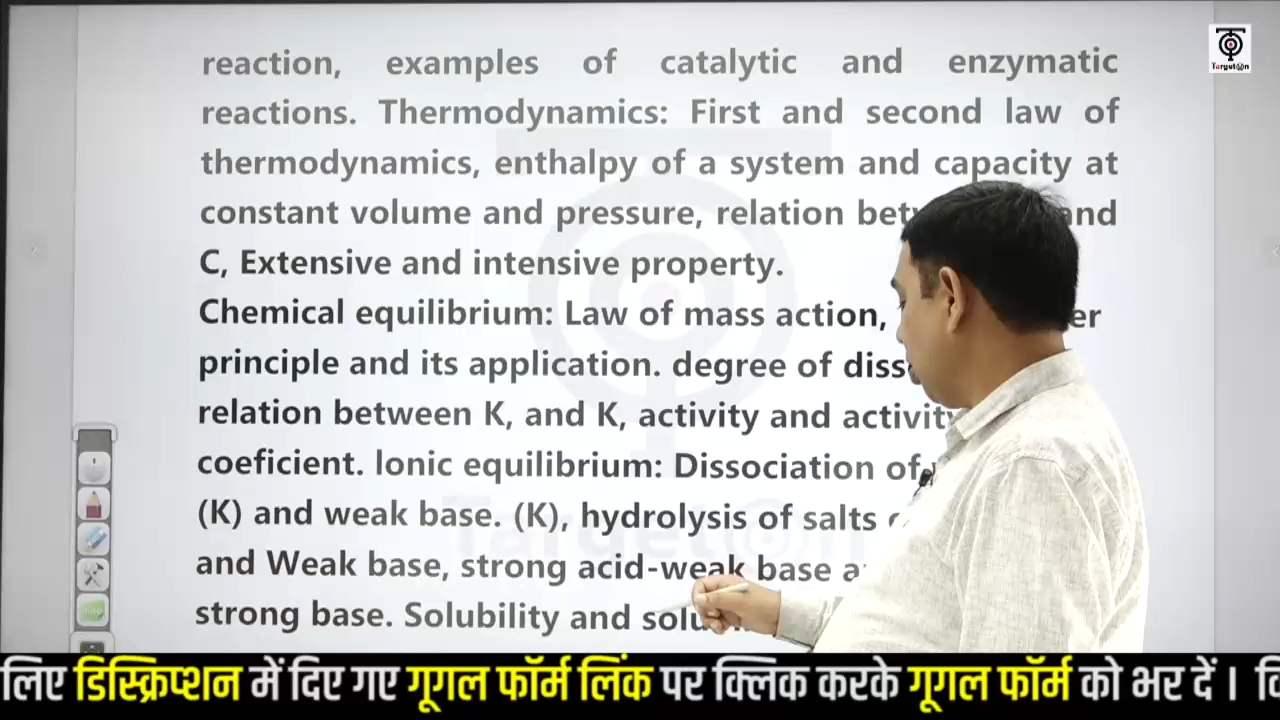 reaction, examples of catalytic and enzymatic
reactions. Thermodynamics: First and second law of
thermodynamics, enthalpy of a system and capacity at
constant volume and pressure, relation and
C, Extensive and intensive property.
Chemical equilibrium: Law of mass action,
principle and its application. degree of
relation between K, and K, activity and activity
coeficient. lonic equilibrium: Dissociation of
(K) and weak base. (K), hydrolysis of salts
and Weak base, strong acid-weak base
strong base. Solubility and
TargetOn
लिए डिस्क्रिप्शन में दिए गए गूगल फॉर्म लिंक पर क्लिक करके गूगल फॉर्म को भर दें ।